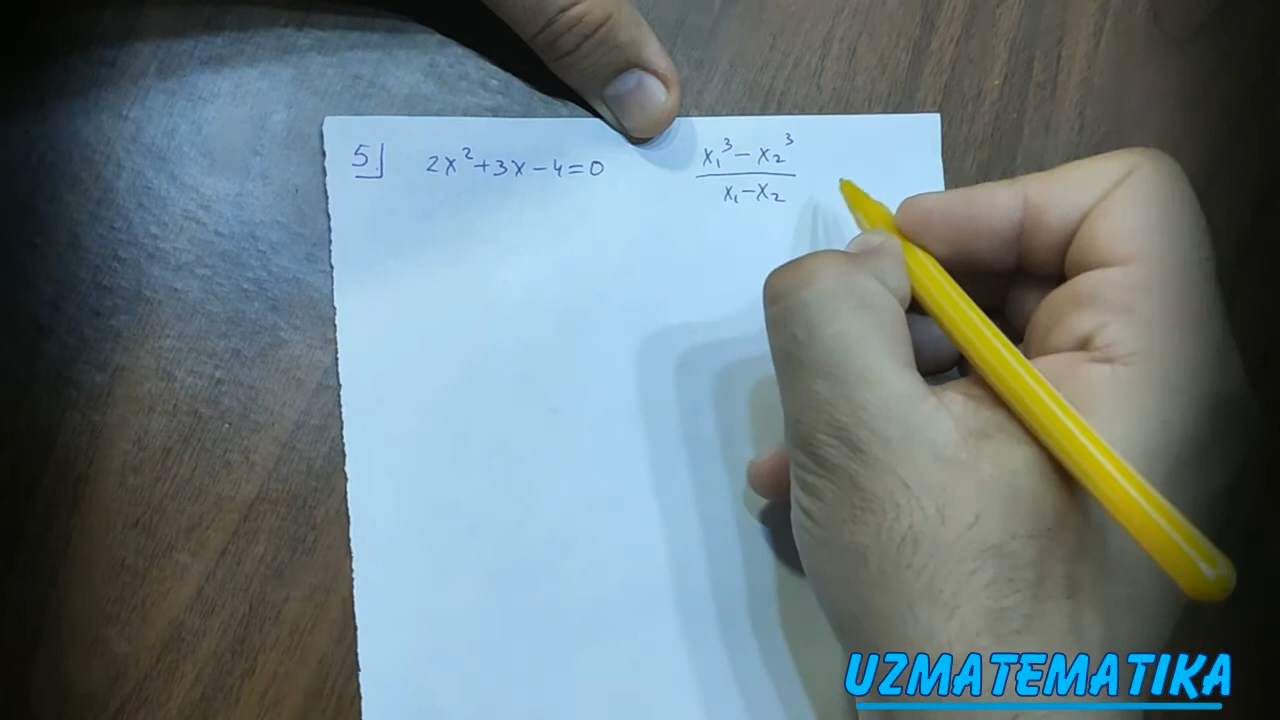 5. 2x²+3x-4=0 (x₁³-x₂³)/(x₁-x₂)
UZMATEMATIKA